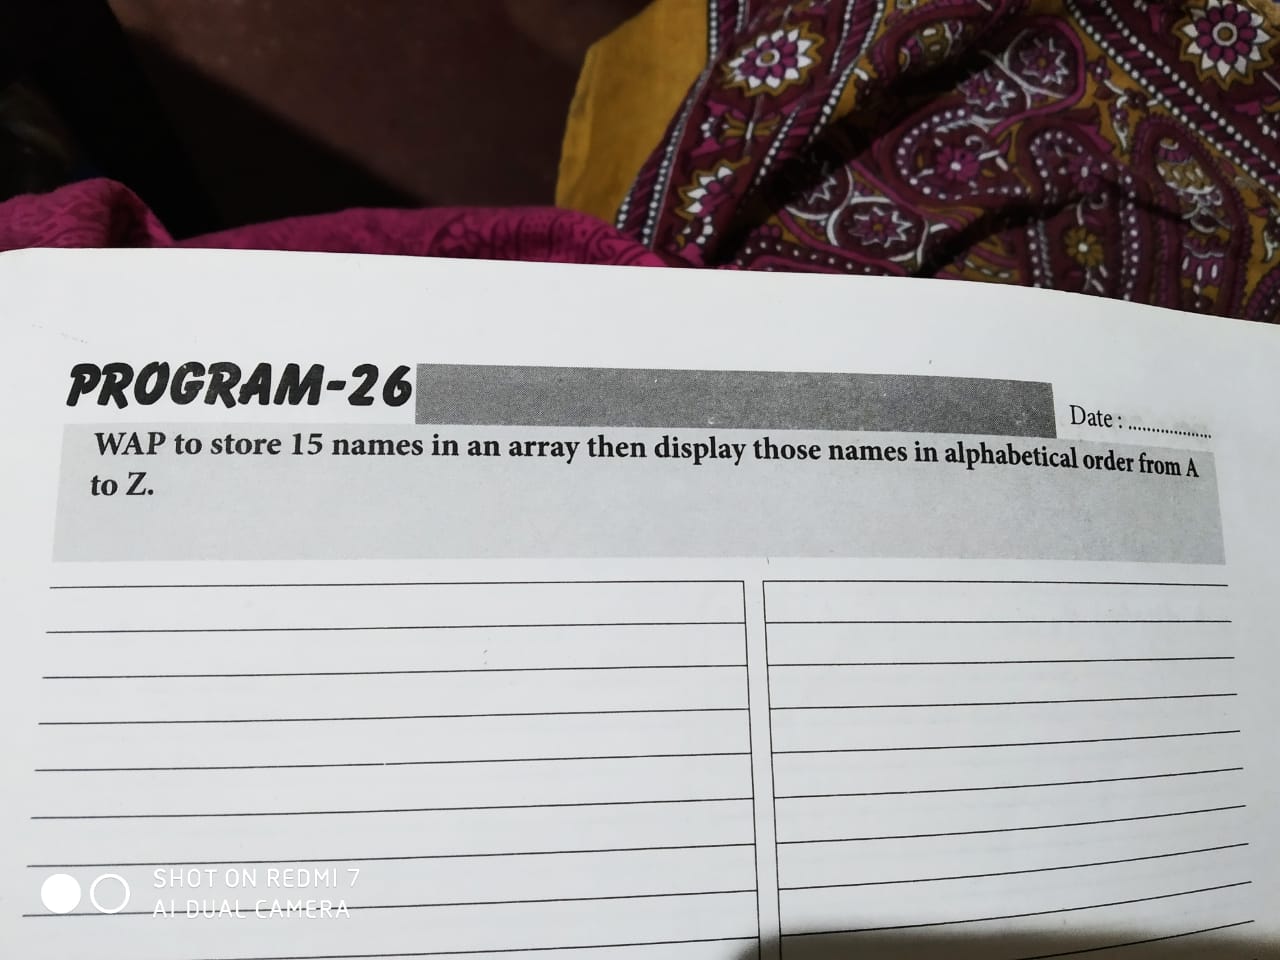 PROGRAM-26
Date : ...................
WAP to store 15 names in an array then display those names in alphabetical order from A
to Z.
SHOT ON REDMI 7
AI DUAL CAMERA